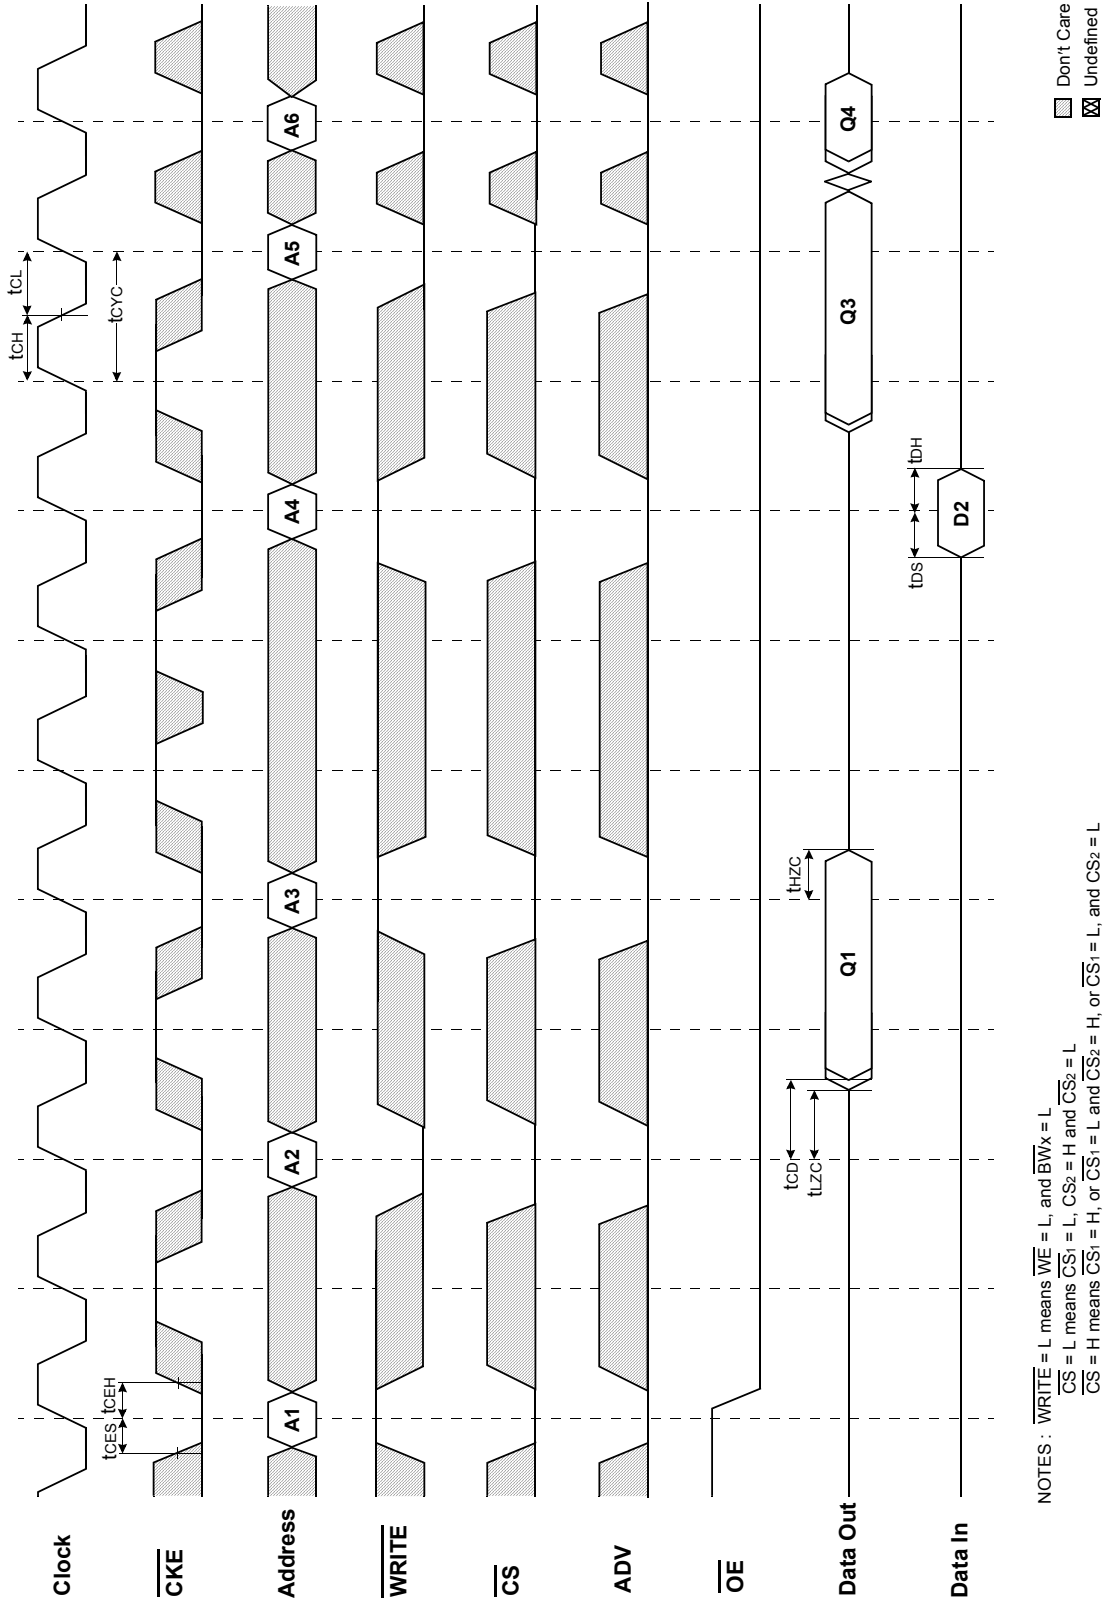 Clock
tCH
tCL
tCES
tCEH
tCYC
CKE
Address
A1
A2
A3
A4
A5
A6
WRITE
CS
ADV
OE
tCD
tLZC
tHZC
Data Out
Q1
Q3
Q4
tDS
tDH
Data In
D2
NOTES : WRITE = L means WE = L, and BWx = L
CS = L means CS1 = L, CS2 = H and CS2 = L
CS = H means CS1 = H, or CS1 = L and CS2 = H, or CS1 = L, and CS2 = L
Don't Care
Undefined